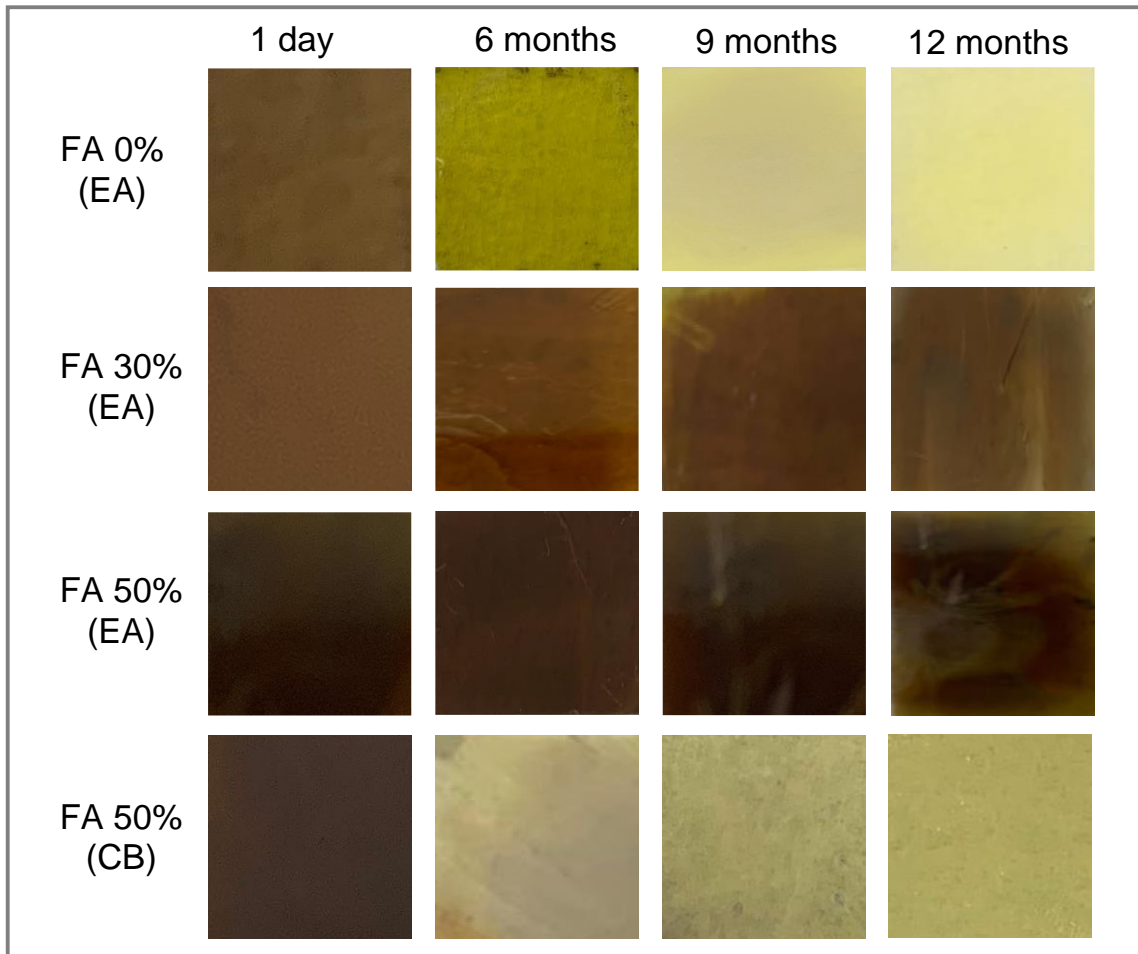 1 day 6 months 9 months 12 months
FA 0%
(EA)
FA 30%
(EA)
FA 50%
(EA)
FA 50%
(CB)